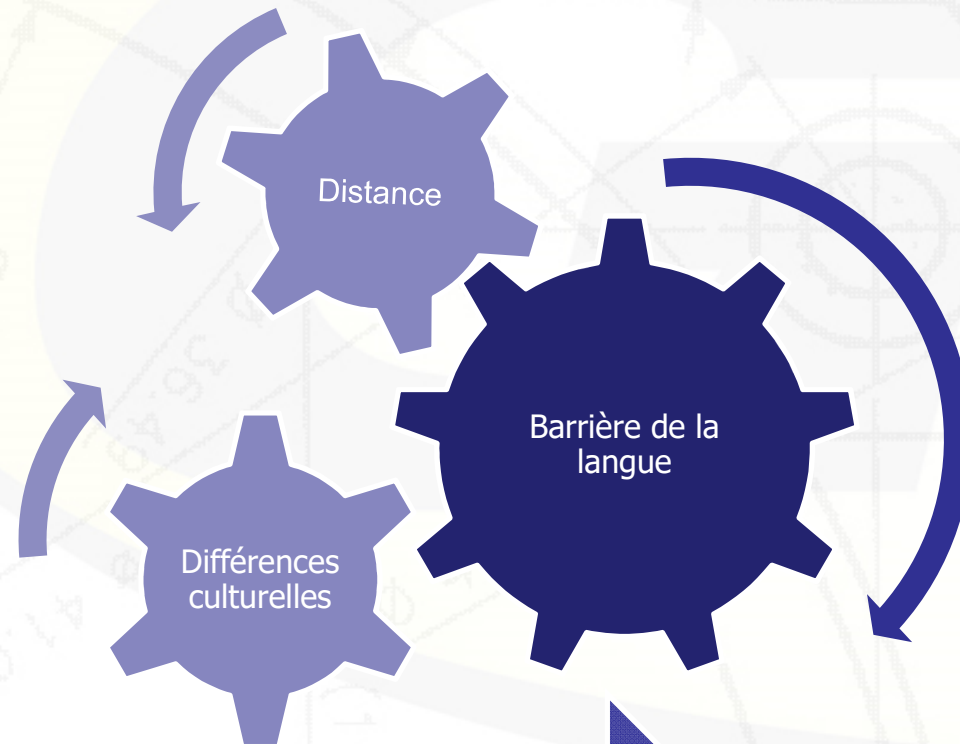 Distance
Barrière de la
langue
Différences
culturelles